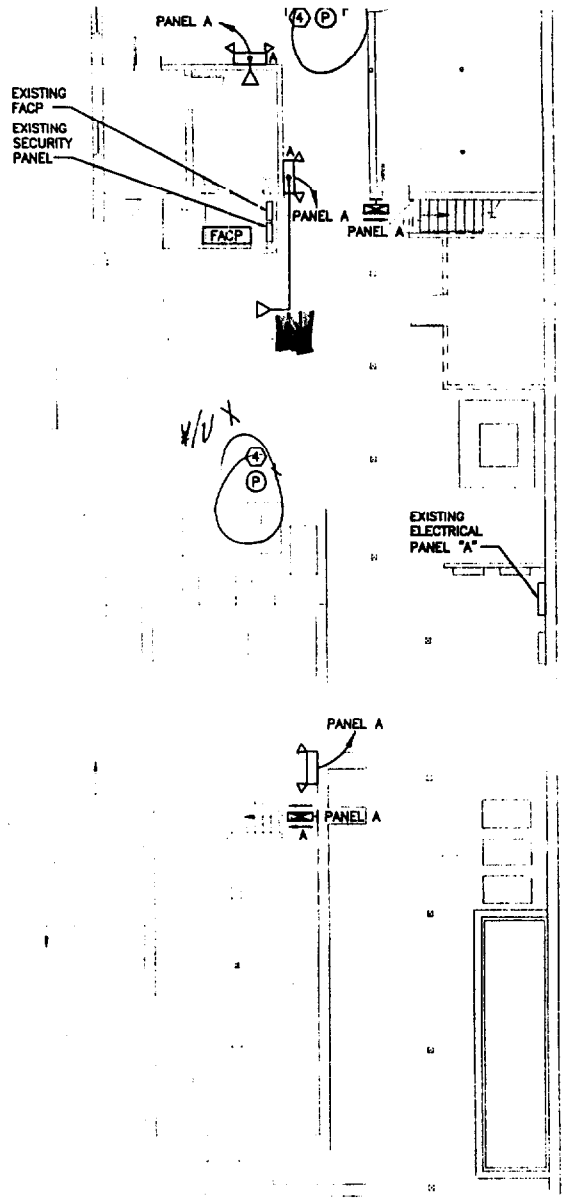 PANEL A
4 P
A
EXISTING
FACP
EXISTING
SECURITY
PANEL
A
PANEL A
PANEL A
FACP
4
P
EXISTING
ELECTRICAL
PANEL "A"
PANEL A
PANEL A
A